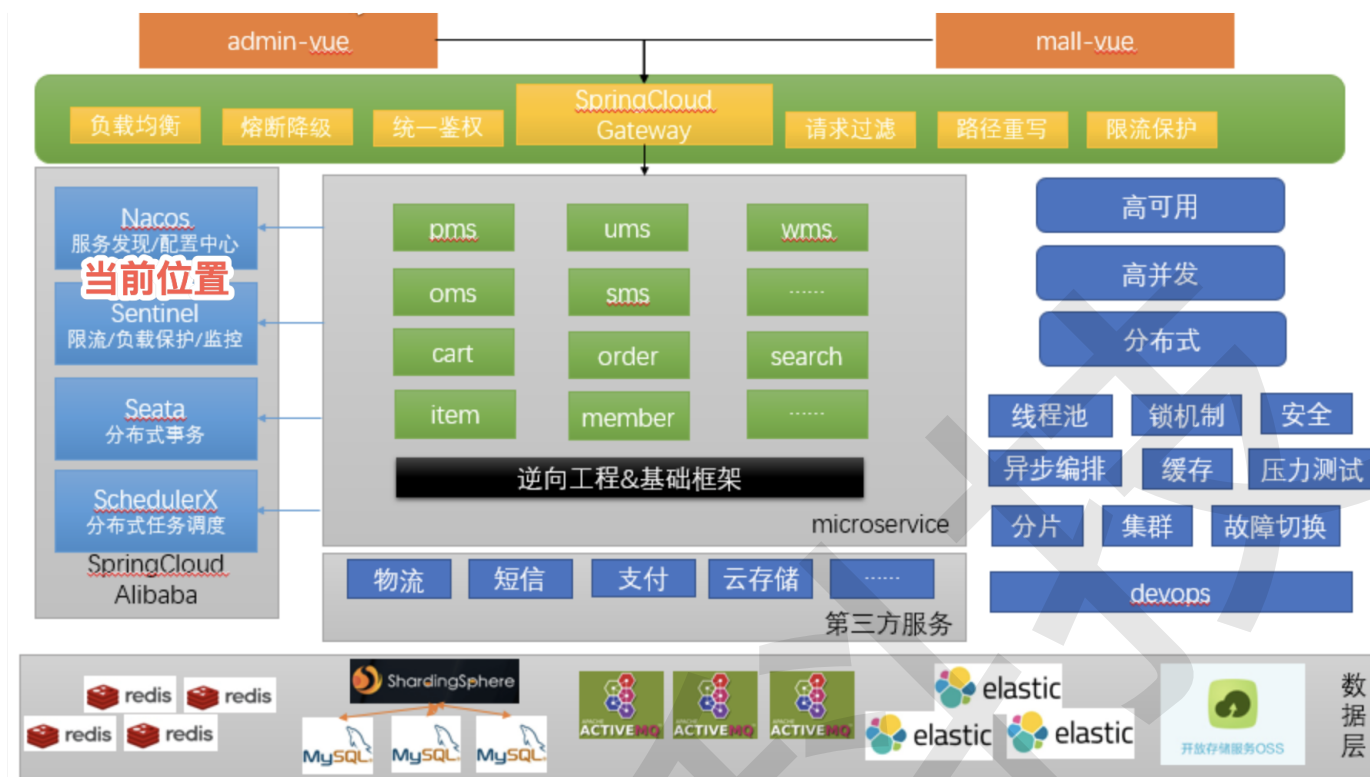 admin-vue
mall-vue
SpringCloud
Gateway
负载均衡
熔断降级
统一鉴权
请求过滤
路径重写
限流保护
Nacos
服务发现/配置中心
当前位置
Sentinel
限流/负载保护/监控
Seata
分布式事务
SchedulerX
分布式任务调度
SpringCloud
Alibaba
pms
ums
wms
oms
sms
......
cart
order
search
item
member
......
逆向工程&基础框架
microservice
物流
短信
支付
云存储
......
第三方服务
高可用
高并发
分布式
线程池
锁机制
安全
异步编排
缓存
压力测试
分片
集群
故障切换
devops
redis
redis
redis
redis
ShardingSphere
MySQL
MySQL
MySQL
APACHE
ACTIVEMQ
APACHE
ACTIVEMQ
APACHE
ACTIVEMQ
elastic
elastic
elastic
开放存储服务OSS
数
据
层